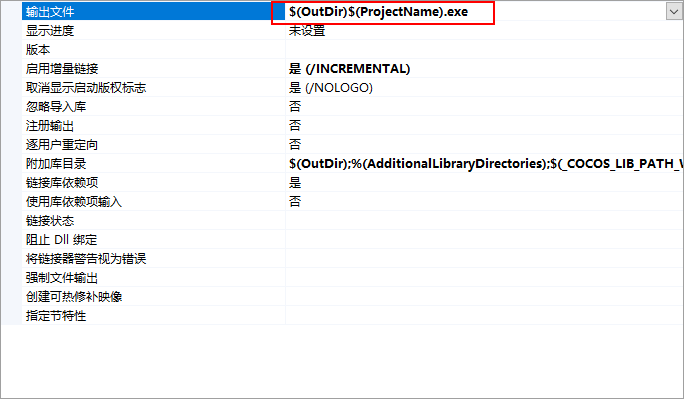 输出文件 $(OutDir)$(ProjectName).exe
显示进度 未设置
版本
启用增量链接 是 (/INCREMENTAL)
取消显示启动版权标志 是 (/NOLOGO)
忽略导入库 否
注册输出 否
逐用户重定向 否
附加库目录 $(OutDir);%(AdditionalLibraryDirectories);$(_COCOS_LIB_PATH_W
链接库依赖项 是
使用库依赖项输入 否
链接状态
阻止 Dll 绑定
将链接器警告视为错误
强制文件输出
创建可热修补映像
指定节特性